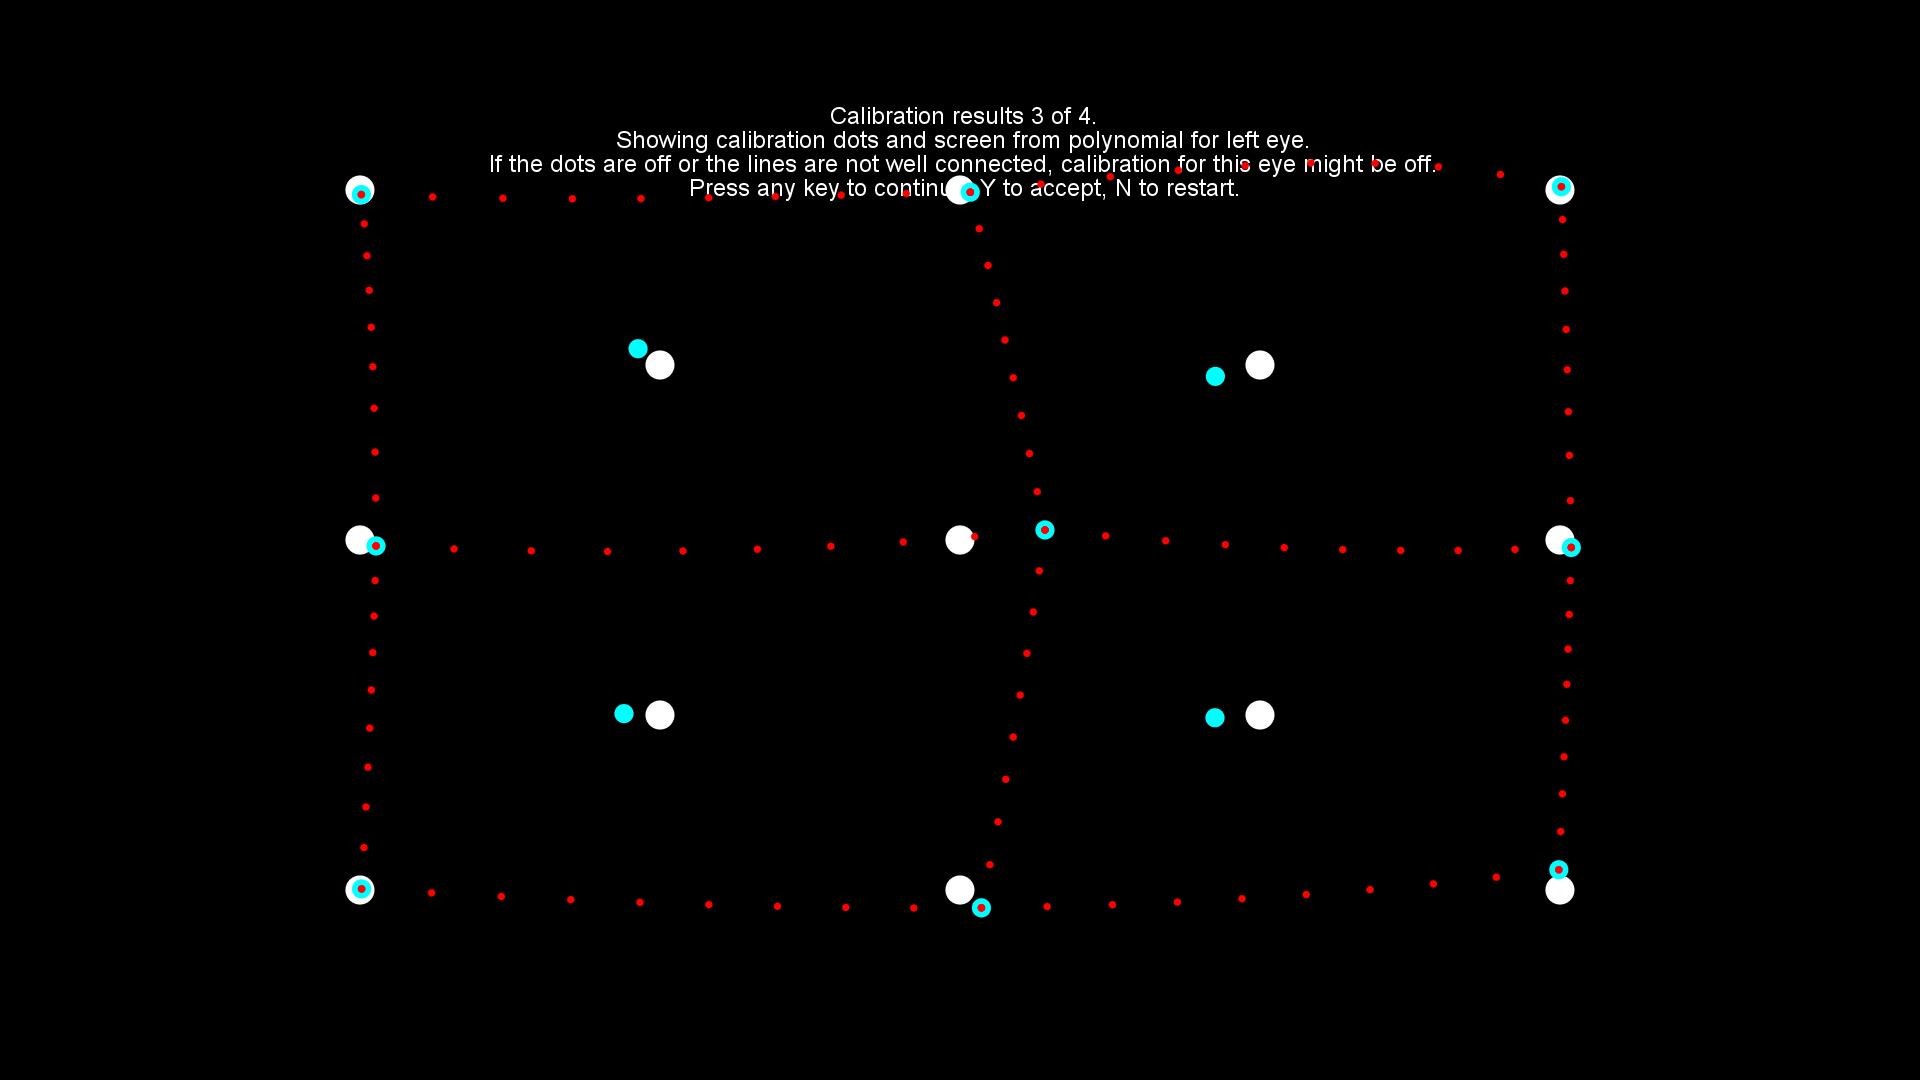 Calibration results 3 of 4.
Showing calibration dots and screen from polynomial for left eye.
If the dots are off or the lines are not well connected, calibration for this eye might be off.
Press any key to continue, Y to accept, N to restart.